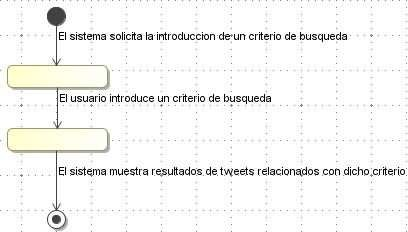 El sistema solicita la introduccion de un criterio de busqueda
El usuario introduce un criterio de busqueda
El sistema muestra resultados de tweets relacionados con dicho criterio